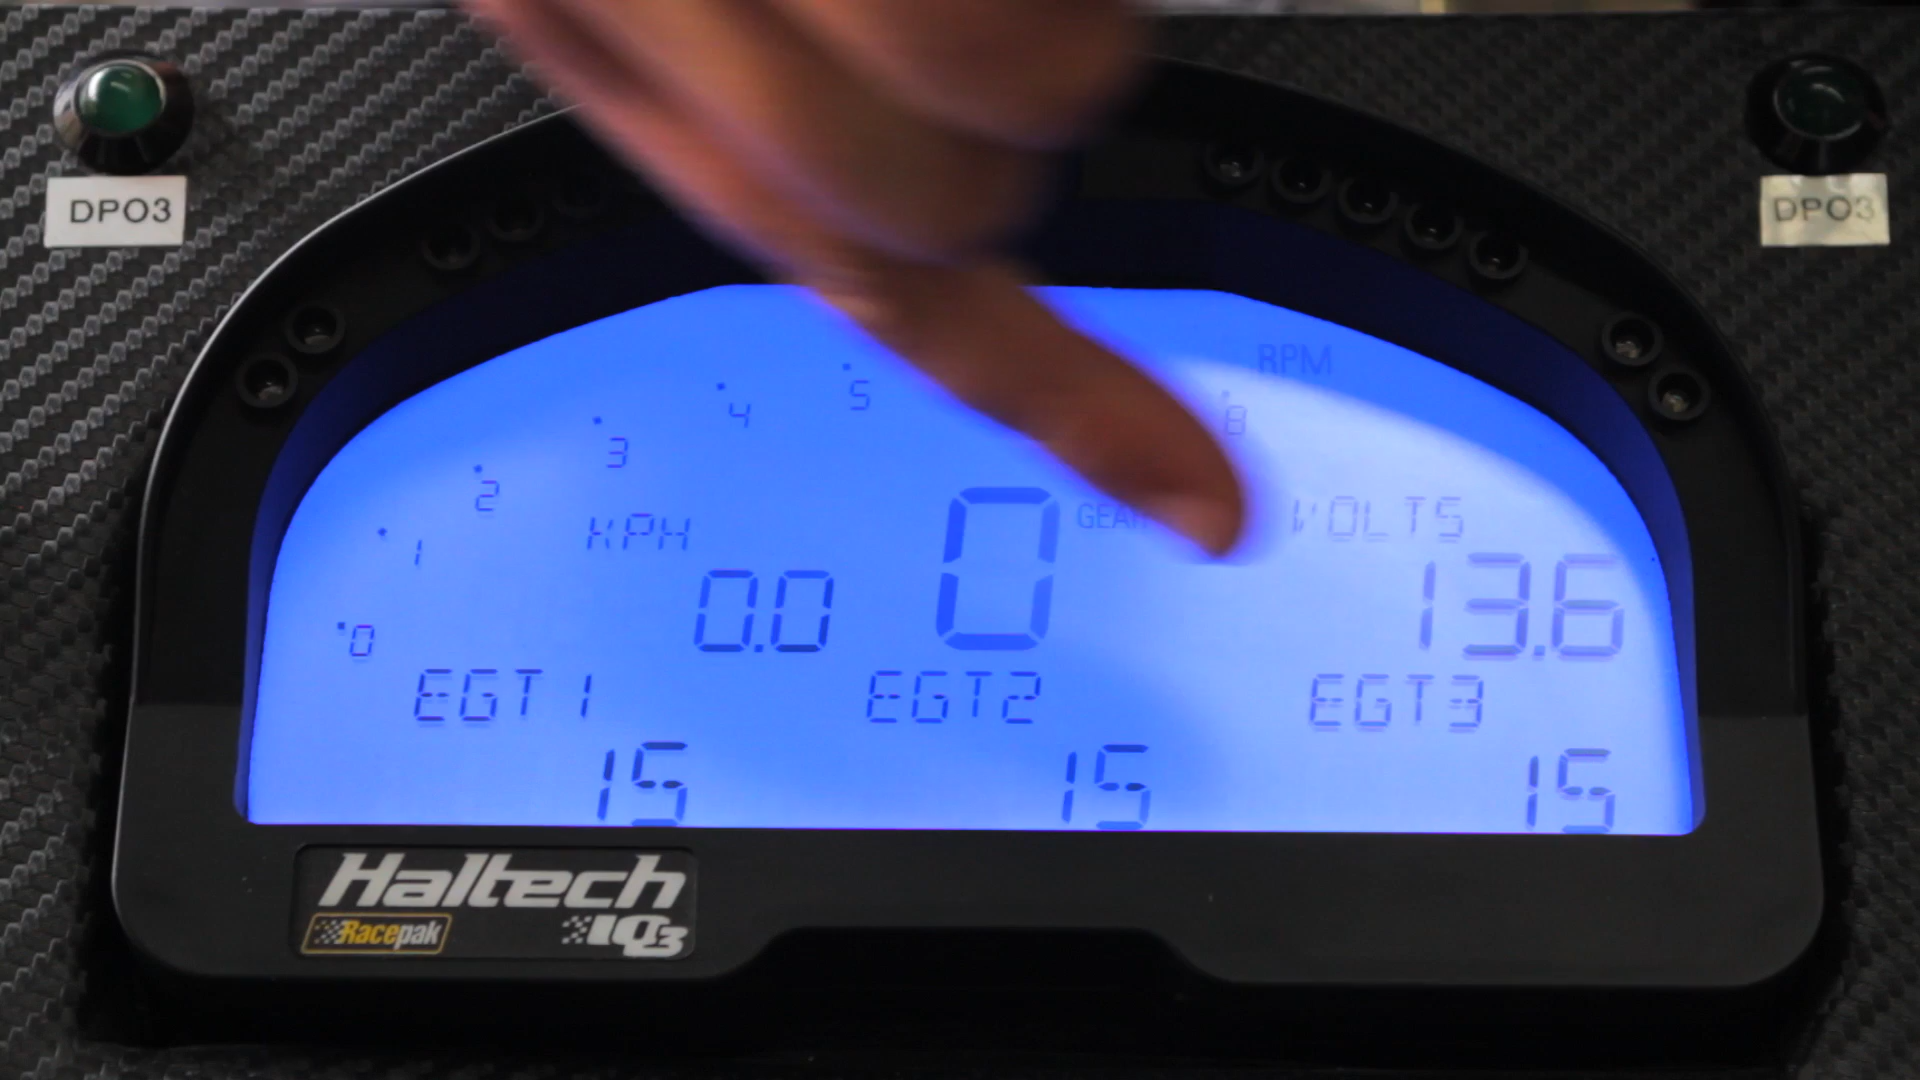 DPO3
DPO3
RPM
0
1
2
3
4
5
8
KPH
0.0
0
GEAR
VOLTS
13.6
EGT1
15
EGT2
15
EGT3
15
Haltech
Racepak
IQ3